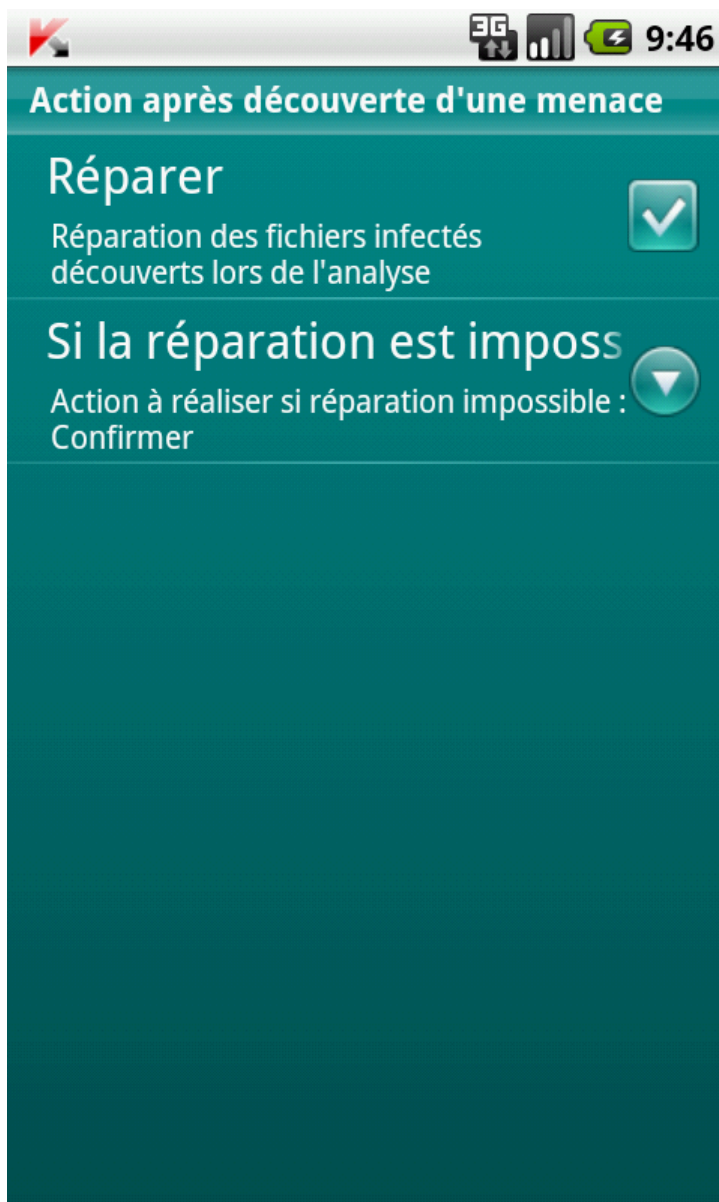 3G 9:46
Action après découverte d'une menace
Réparer
Réparation des fichiers infectés
découverts lors de l'analyse
Si la réparation est imposs
Action à réaliser si réparation impossible :
Confirmer